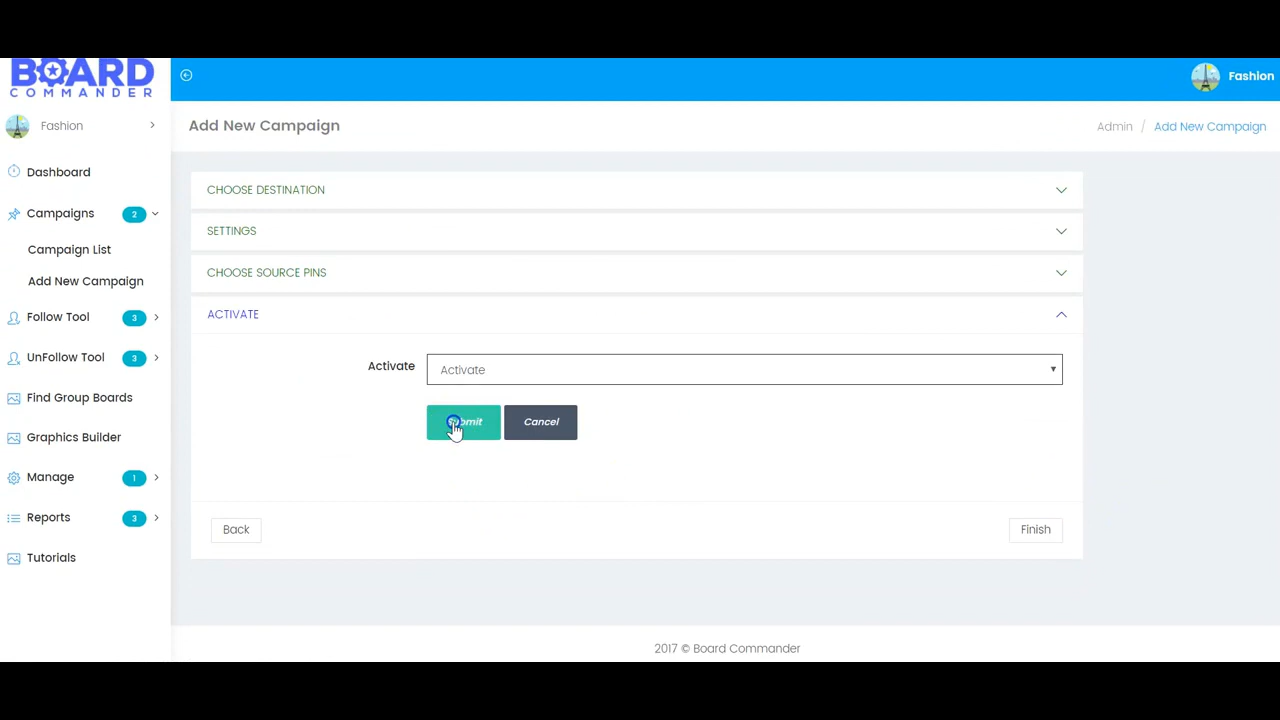 BOARD
COMMANDER
Fashion
Fashion
Add New Campaign
Admin / Add New Campaign
Dashboard
Campaigns 2
Campaign List
Add New Campaign
Follow Tool 3
UnFollow Tool 3
Find Group Boards
Graphics Builder
Manage 1
Reports 3
Tutorials
CHOOSE DESTINATION
SETTINGS
CHOOSE SOURCE PINS
ACTIVATE
Activate Activate
Submit Cancel
Back Finish
2017 © Board Commander